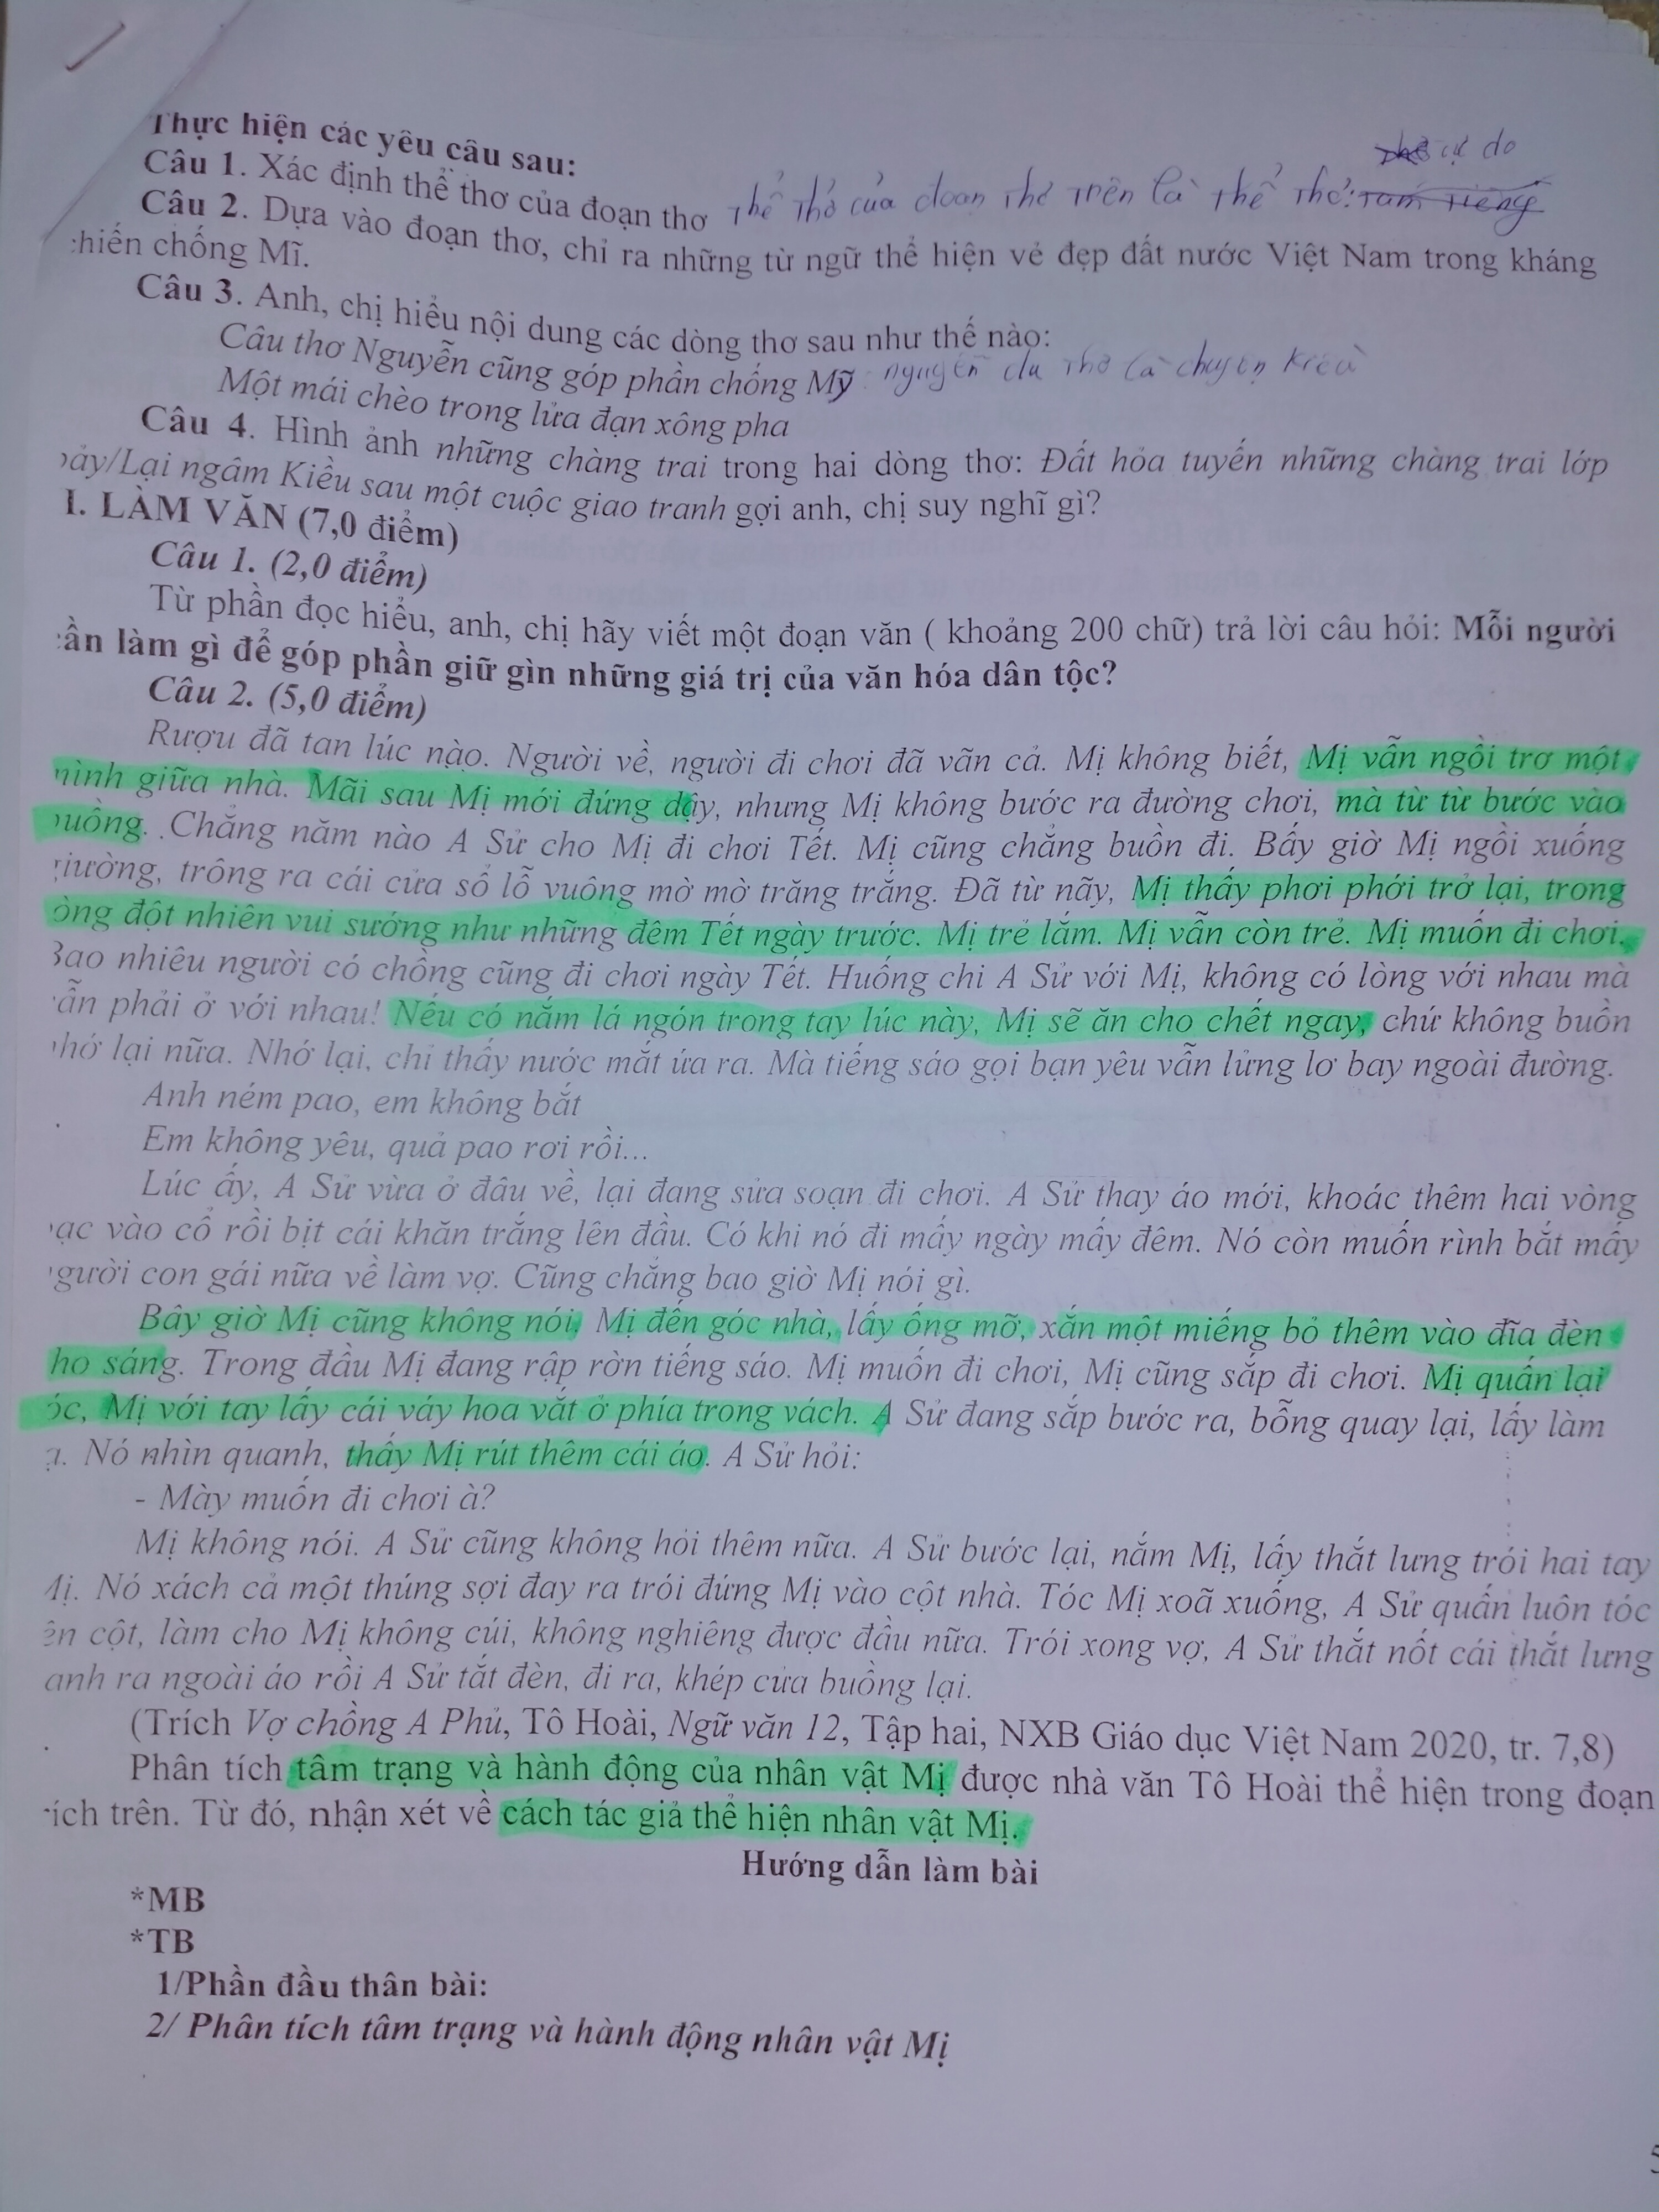 Thực hiện các yêu cầu sau:
tự do
Câu 1. Xác định thể thơ của đoạn thơ Thể thơ của đoạn thơ trên là thể thơ: tám tiếng
Câu 2. Dựa vào đoạn thơ, chỉ ra những từ ngữ thể hiện vẻ đẹp đất nước Việt Nam trong kháng
chiến chống Mĩ.
Câu 3. Anh, chị hiểu nội dung các dòng thơ sau như thế nào:
Câu thơ Nguyễn cũng góp phần chống Mỹ : nguyễn du thơ là chuyện kiều
Một mái chèo trong lửa đạn xông pha
Câu 4. Hình ảnh những chàng trai trong hai dòng thơ: Đất hỏa tuyến những chàng trai lớp
bảy/Lại ngâm Kiều sau một cuộc giao tranh gợi anh, chị suy nghĩ gì?
I. LÀM VĂN (7,0 điểm)
Câu 1. (2,0 điểm)
Từ phần đọc hiểu, anh, chị hãy viết một đoạn văn ( khoảng 200 chữ) trả lời câu hỏi: Mỗi người
cần làm gì để góp phần giữ gìn những giá trị của văn hóa dân tộc?
Câu 2. (5,0 điểm)
Rượu đã tan lúc nào. Người về, người đi chơi đã vãn cả. Mị không biết, Mị vẫn ngồi trơ một
mình giữa nhà. Mãi sau Mị mới đứng dậy, nhưng Mị không bước ra đường chơi, mà từ từ bước vào
buồng. .Chẳng năm nào A Sử cho Mị đi chơi Tết. Mị cũng chẳng buồn đi. Bấy giờ Mị ngồi xuống
giường, trông ra cái cửa sổ lỗ vuông mờ mờ trăng trắng. Đã từ nãy, Mị thấy phơi phới trở lại, trong
lòng đột nhiên vui sướng như những đêm Tết ngày trước. Mị trẻ lắm. Mị vẫn còn trẻ. Mị muốn đi chơi.
Bao nhiêu người có chồng cũng đi chơi ngày Tết. Huống chi A Sử với Mị, không có lòng với nhau mà
vẫn phải ở với nhau! Nếu có nắm lá ngón trong tay lúc này, Mị sẽ ăn cho chết ngay, chứ không buồn
nhớ lại nữa. Nhớ lại, chỉ thấy nước mắt ứa ra. Mà tiếng sáo gọi bạn yêu vẫn lửng lơ bay ngoài đường.
Anh ném pao, em không bắt
Em không yêu, quả pao rơi rồi...
Lúc ấy, A Sử vừa ở đâu về, lại đang sửa soạn đi chơi. A Sử thay áo mới, khoác thêm hai vòng
bạc vào cổ rồi bịt cái khăn trắng lên đầu. Có khi nó đi mấy ngày mấy đêm. Nó còn muốn rình bắt mấy
người con gái nữa về làm vợ. Cũng chẳng bao giờ Mị nói gì.
Bây giờ Mị cũng không nói. Mị đến góc nhà, lấy ống mỡ, xắn một miếng bỏ thêm vào đĩa đèn
cho sáng. Trong đầu Mị đang rập rờn tiếng sáo. Mị muốn đi chơi, Mị cũng sắp đi chơi. Mị quấn lại
tóc, Mị với tay lấy cái váy hoa vắt ở phía trong vách. A Sử đang sắp bước ra, bỗng quay lại, lấy làm
lạ. Nó nhìn quanh, thấy Mị rút thêm cái áo. A Sử hỏi:
- Mày muốn đi chơi à?
Mị không nói. A Sử cũng không hỏi thêm nữa. A Sử bước lại, nắm Mị, lấy thắt lưng trói hai tay
Mị. Nó xách cả một thúng sợi đay ra trói đứng Mị vào cột nhà. Tóc Mị xoã xuống, A Sử quấn luôn tóc
lên cột, làm cho Mị không cúi, không nghiêng được đầu nữa. Trói xong vợ, A Sử thắt nốt cái thắt lưng
xanh ra ngoài áo rồi A Sử tắt đèn, đi ra, khép cửa buồng lại.
(Trích Vợ chồng A Phủ, Tô Hoài, Ngữ văn 12, Tập hai, NXB Giáo dục Việt Nam 2020, tr. 7,8)
Phân tích tâm trạng và hành động của nhân vật Mị được nhà văn Tô Hoài thể hiện trong đoạn
trích trên. Từ đó, nhận xét về cách tác giả thể hiện nhân vật Mị.
Hướng dẫn làm bài
*MB
*TB
1/Phần đầu thân bài:
2/ Phân tích tâm trạng và hành động nhân vật Mị